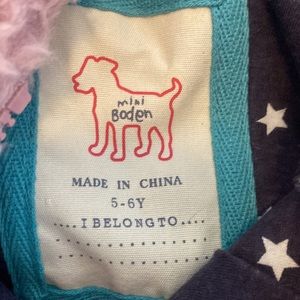 mini
Boden
MADE IN CHINA
5-6Y
.....I BELONG TO.....